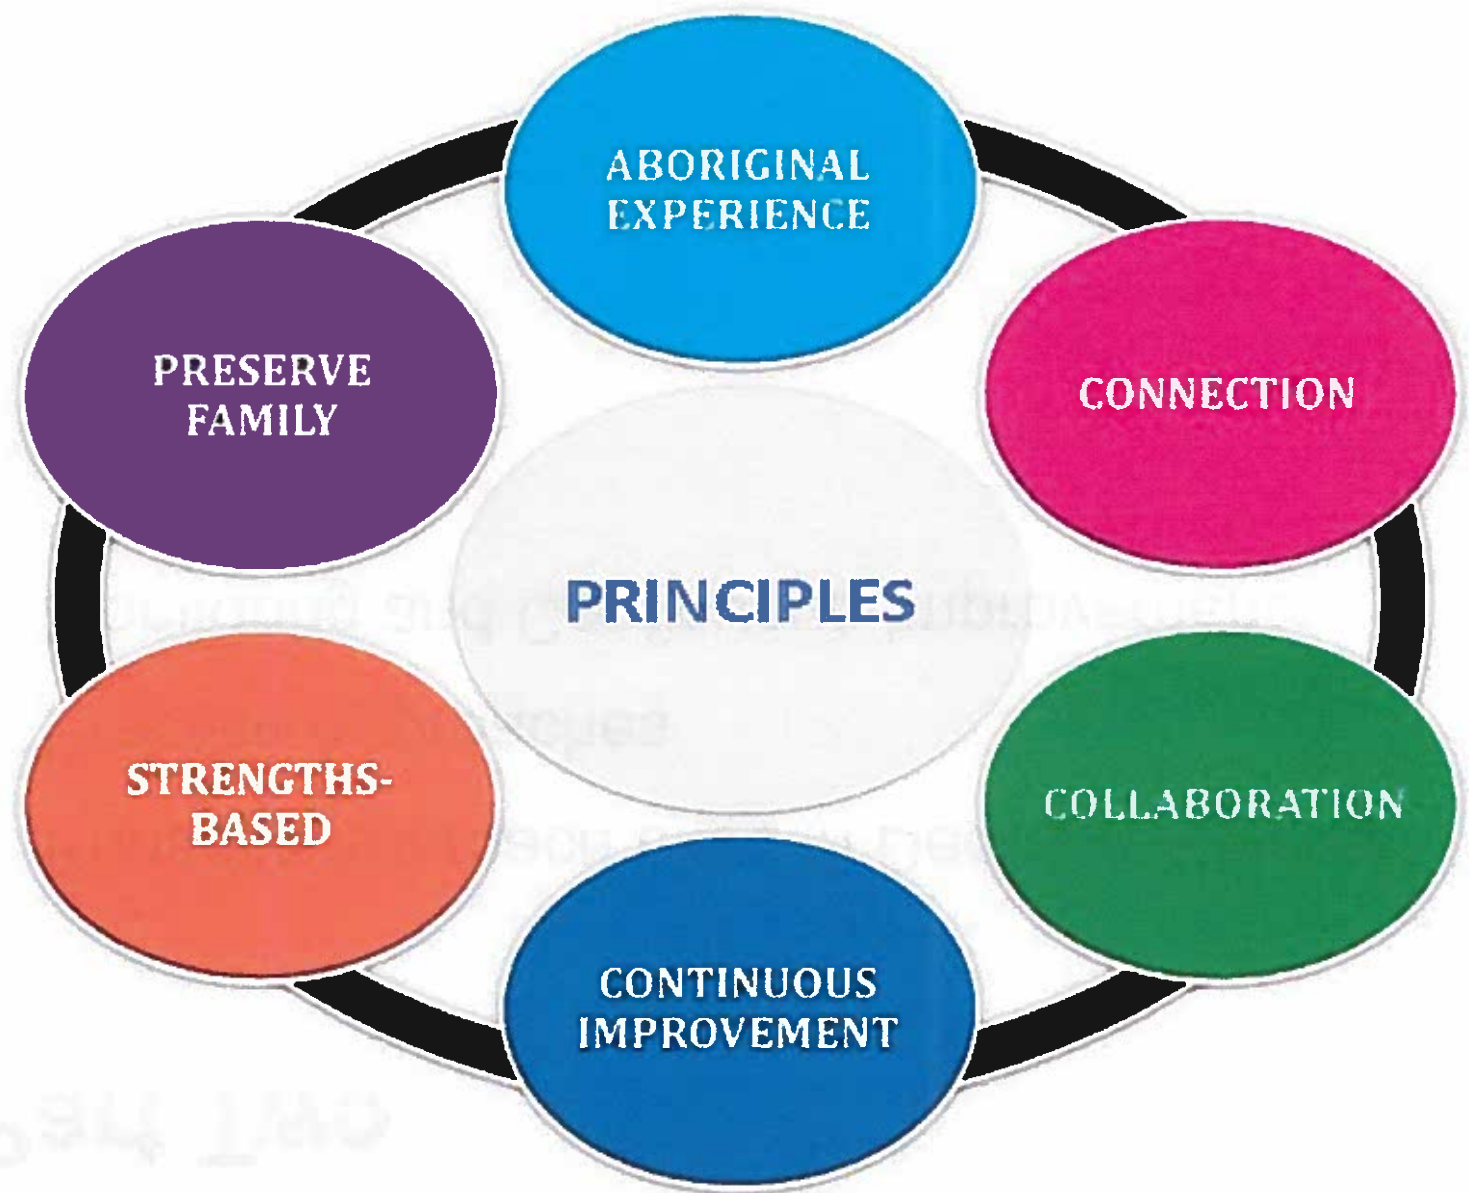 ABORIGINAL
EXPERIENCE
CONNECTION
COLLABORATION
CONTINUOUS
IMPROVEMENT
STRENGTHS-
BASED
PRESERVE
FAMILY
PRINCIPLES